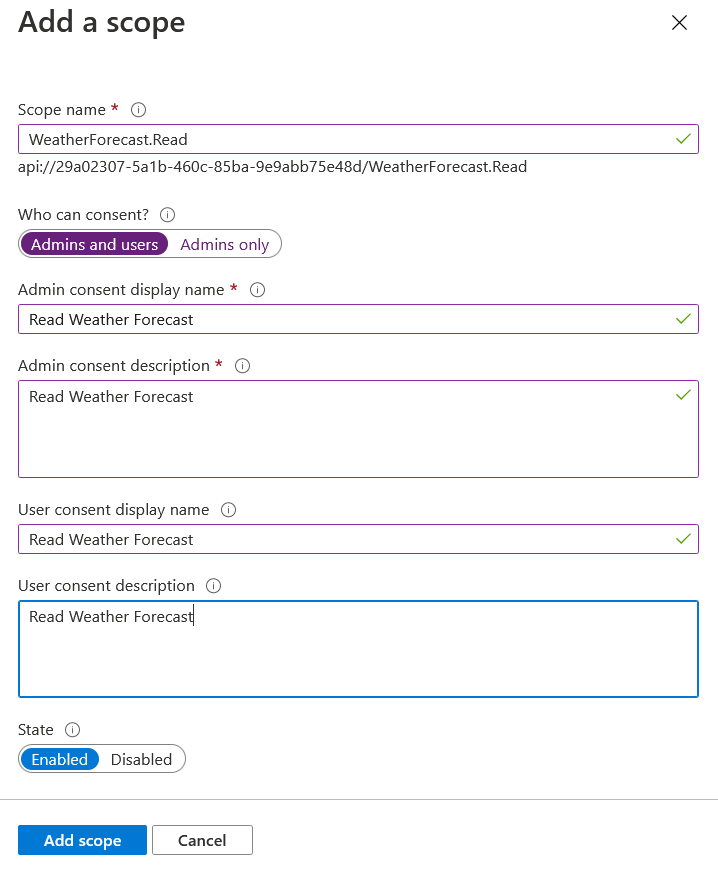 Add a scope
Scope name *
WeatherForecast.Read
api://29a02307-5a1b-460c-85ba-9e9abb75e48d/WeatherForecast.Read
Who can consent?
Admins and users Admins only
Admin consent display name *
Read Weather Forecast
Admin consent description *
Read Weather Forecast
User consent display name
Read Weather Forecast
User consent description
Read Weather Forecast
State
Enabled Disabled
Add scope Cancel